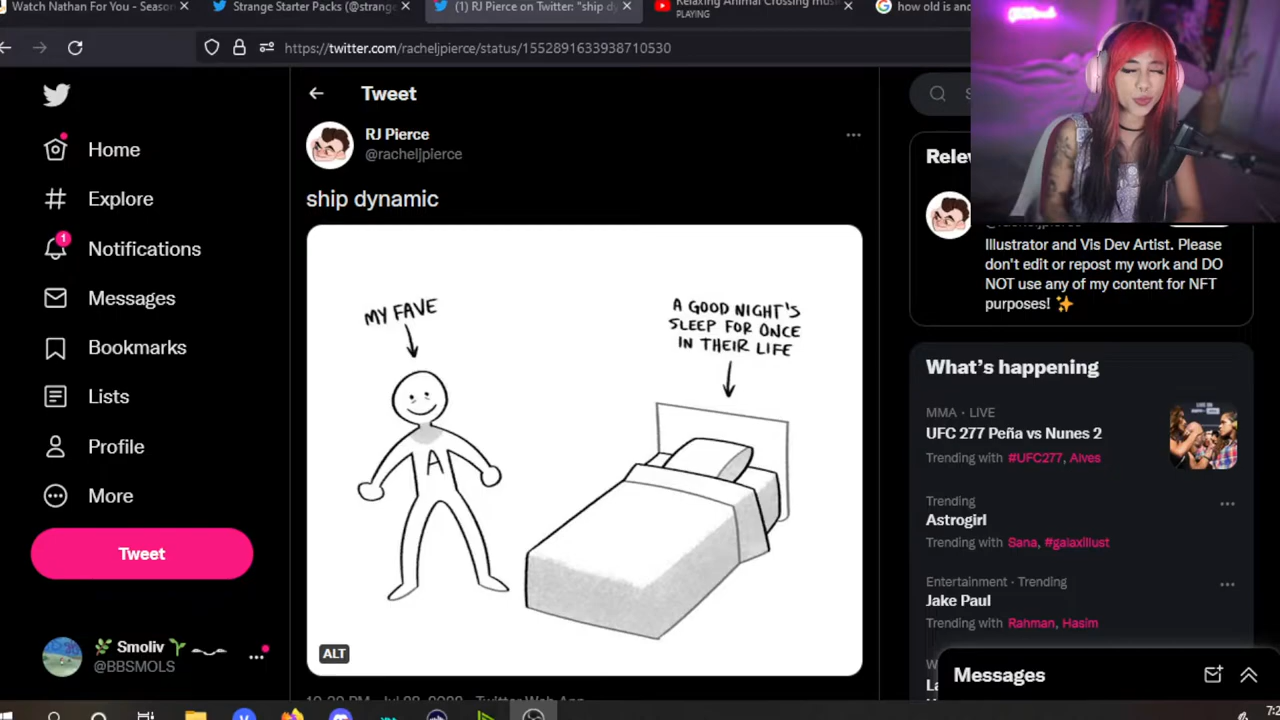 Watch Nathan For You - Season
Strange Starter Packs (@strange
(1) RJ Pierce on Twitter: "ship dy
Relaxing Animal Crossing mus
PLAYING
how old is and
https://twitter.com/racheljpierce/status/1552891633938710530
Home
Explore
1
Notifications
Messages
Bookmarks
Lists
Profile
More
Tweet
🌿 Smoliv 🌱
@BBSMOLS
Tweet
RJ Pierce
@racheljpierce
ship dynamic
MY FAVE
A GOOD NIGHT'S
SLEEP FOR ONCE
IN THEIR LIFE
A
ALT
Illustrator and Vis Dev Artist. Please
don't edit or repost my work and DO
NOT use any of my content for NFT
purposes! ✨
What's happening
MMA · LIVE
UFC 277 Peña vs Nunes 2
Trending with #UFC277, Alves
Trending
Astrogirl
Trending with Sana, #galaxillust
Entertainment · Trending
Jake Paul
Trending with Rahman, Hasim
Messages